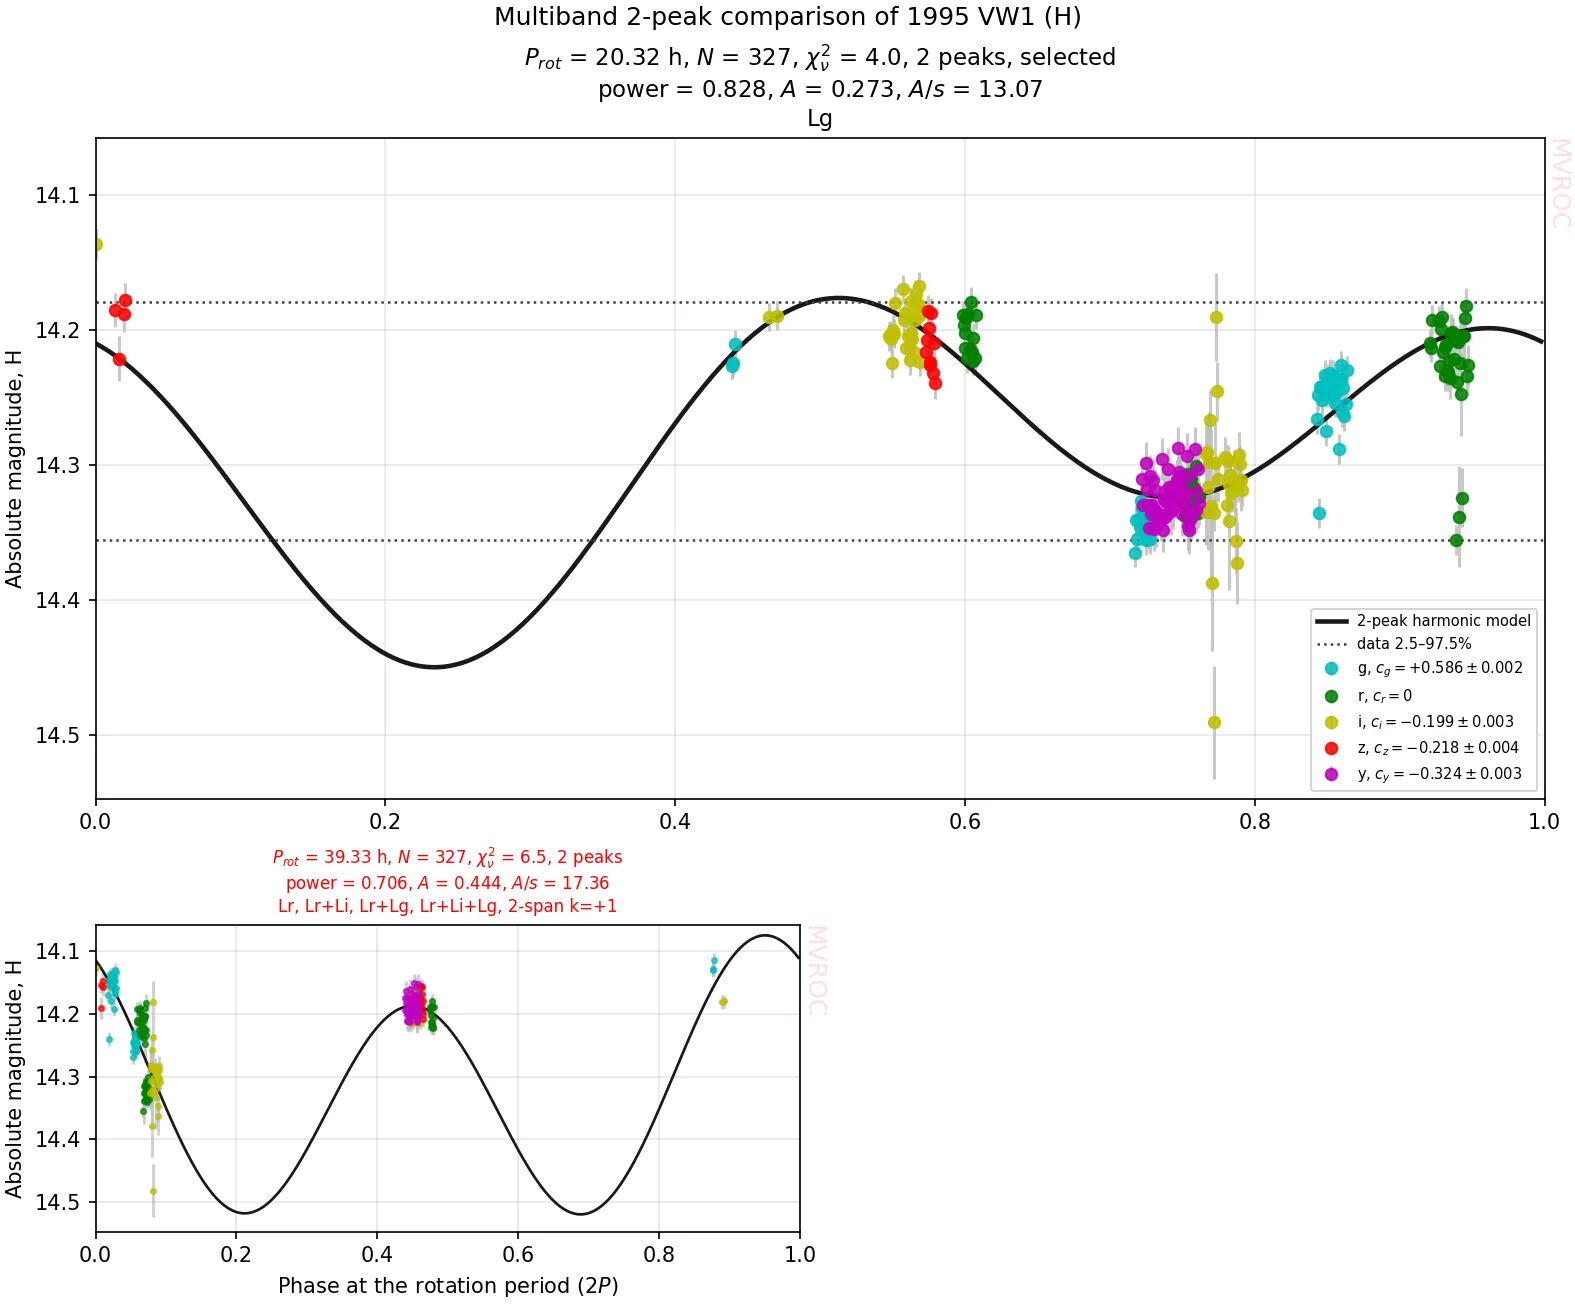 Multiband 2-peak comparison of 1995 VW1 (H)
P_rot = 20.32 h, N = 327, χ²_ν = 4.0, 2 peaks, selected
power = 0.828, A = 0.273, A/s = 13.07
Lg
MVROC
Absolute magnitude, H
14.1
14.2
14.3
14.4
14.5
2-peak harmonic model
data 2.5–97.5%
g, c_g = +0.586 ± 0.002
r, c_r = 0
i, c_i = −0.199 ± 0.003
z, c_z = −0.218 ± 0.004
y, c_y = −0.324 ± 0.003
0.0 0.2 0.4 0.6 0.8 1.0
P_rot = 39.33 h, N = 327, χ²_ν = 6.5, 2 peaks
power = 0.706, A = 0.444, A/s = 17.36
Lr, Lr+Li, Lr+Lg, Lr+Li+Lg, 2-span k=+1
MVROC
Absolute magnitude, H
14.1
14.2
14.3
14.4
14.5
0.0 0.2 0.4 0.6 0.8 1.0
Phase at the rotation period (2P)